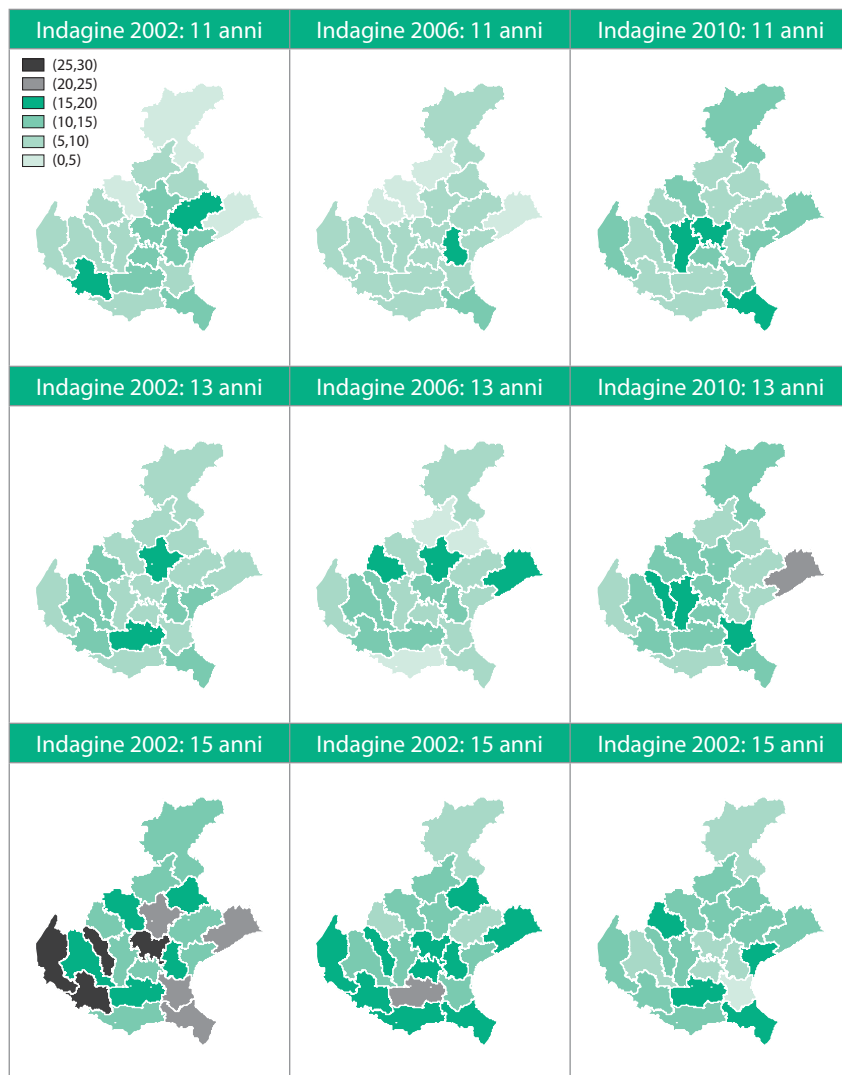 Indagine 2002: 11 anni
Indagine 2006: 11 anni
Indagine 2010: 11 anni
(25,30)
(20,25)
(15,20)
(10,15)
(5,10)
(0,5)
Indagine 2002: 13 anni
Indagine 2006: 13 anni
Indagine 2010: 13 anni
Indagine 2002: 15 anni
Indagine 2002: 15 anni
Indagine 2002: 15 anni